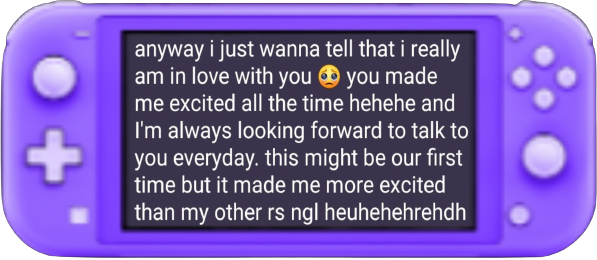 anyway i just wanna tell that i really
am in love with you 🥺 you made
me excited all the time hehehe and
I'm always looking forward to talk to
you everyday. this might be our first
time but it made me more excited
than my other rs ngl heuhehehrehdh